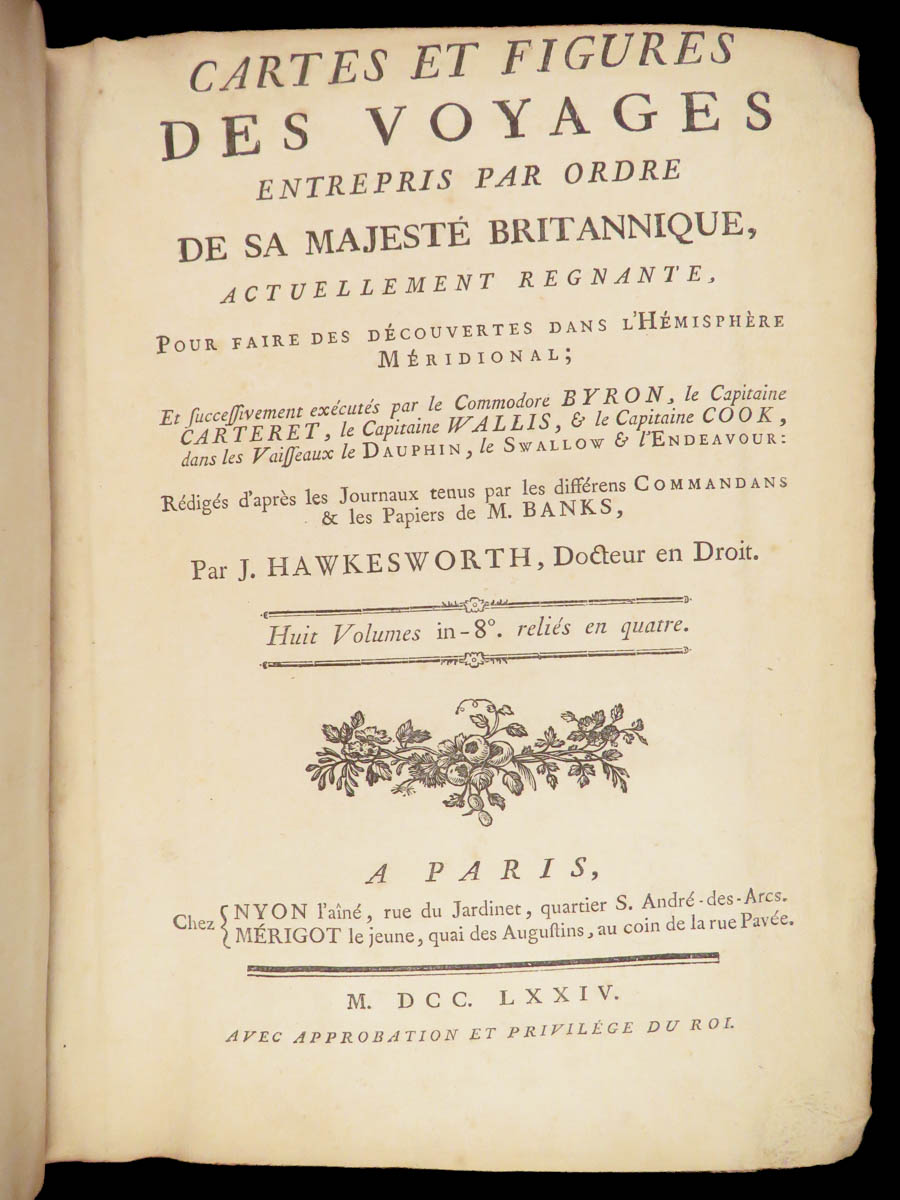 CARTES ET FIGURES
DES VOYAGES
ENTREPRIS PAR ORDRE
DE SA MAJESTÉ BRITANNIQUE,
ACTUELLEMENT REGNANTE,
POUR FAIRE DES DÉCOUVERTES DANS L'HÉMISPHÈRE
MÉRIDIONAL;
Et ſucceſſivement exécutés par le Commodore BYRON, le Capitaine
CARTERET, le Capitaine WALLIS, & le Capitaine COOK,
dans les Vaiſſeaux le DAUPHIN, le SWALLOW & l'ENDEAVOUR:
Rédigés d'après les Journaux tenus par les différens COMMANDANS
& les Papiers de M. BANKS,
Par J. HAWKESWORTH, Docteur en Droit.
Huit Volumes in-8°. reliés en quatre.
A PARIS,
Chez { NYON l'aîné, rue du Jardinet, quartier S. André-des-Arcs.
MÉRIGOT le jeune, quai des Auguſtins, au coin de la rue Pavée.
M. DCC. LXXIV.
AVEC APPROBATION ET PRIVILÉGE DU ROI.